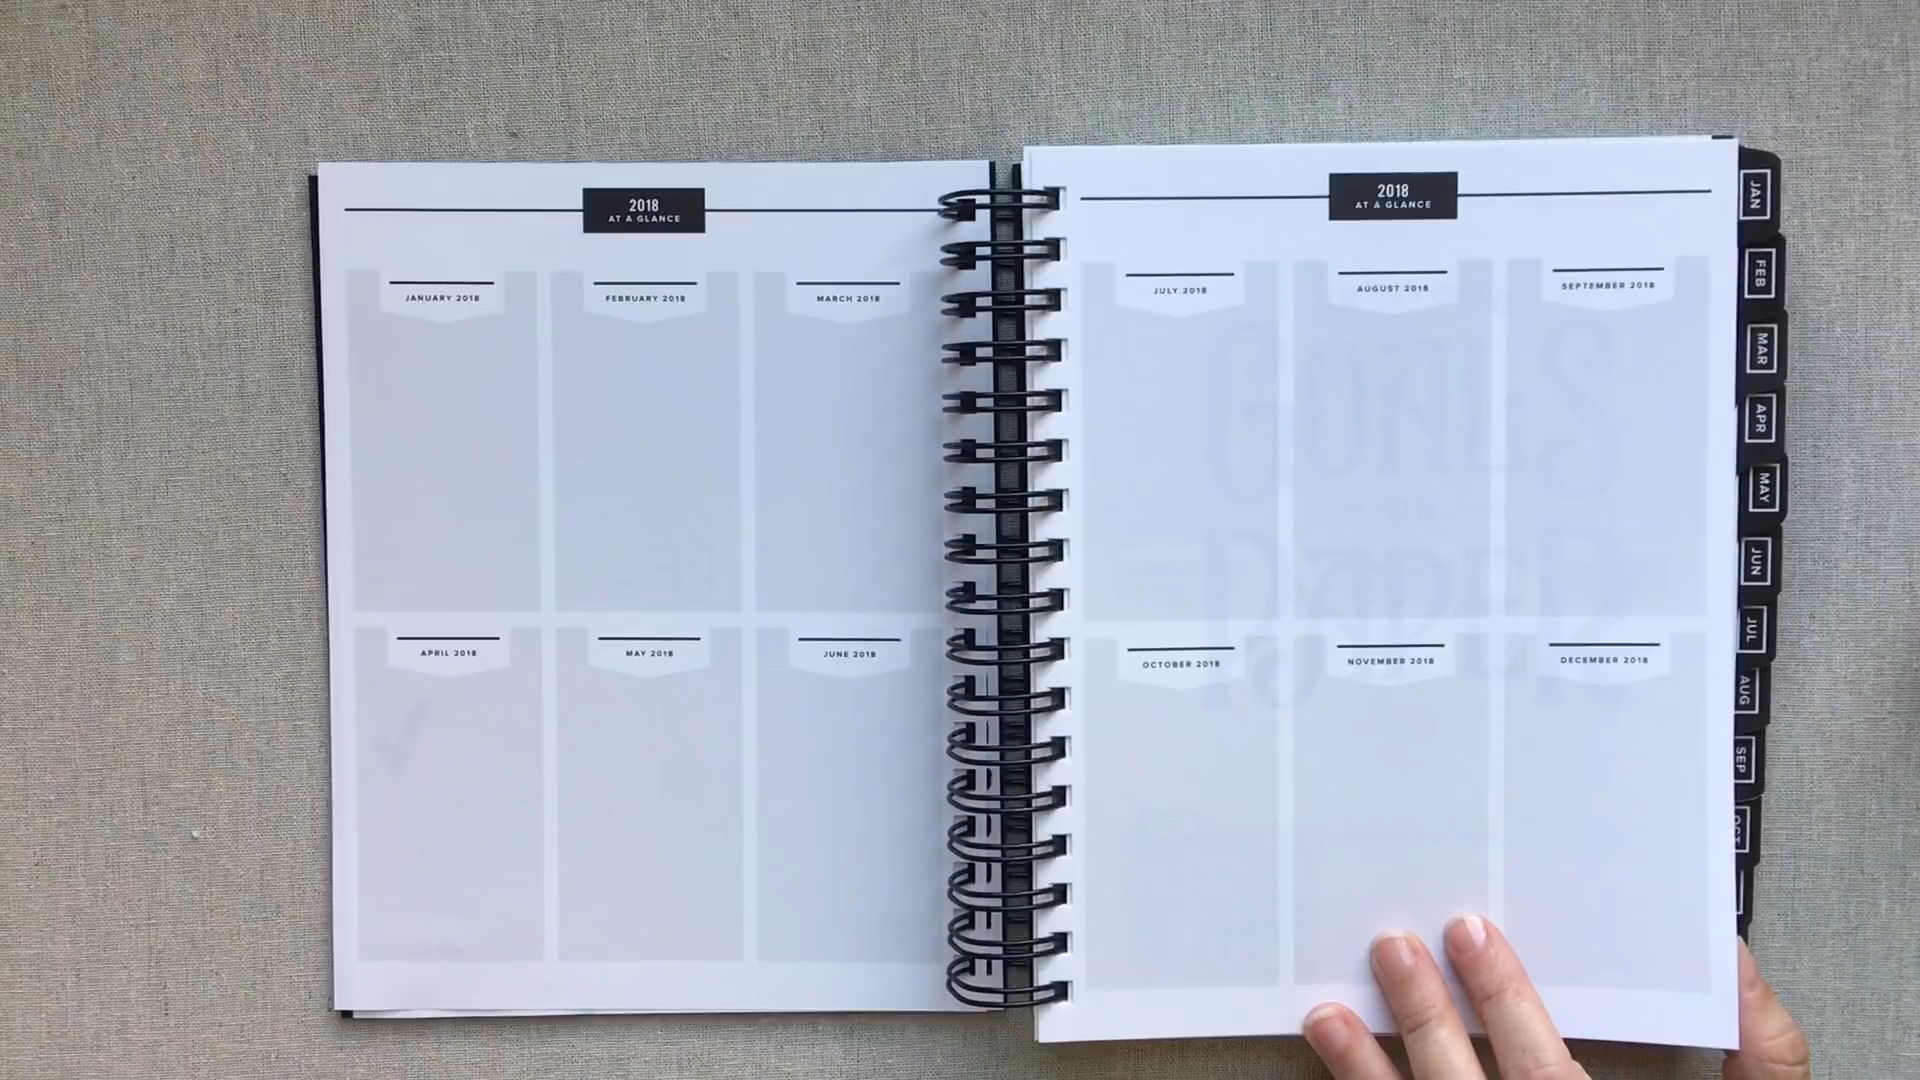 2018
AT A GLANCE
JANUARY 2018
FEBRUARY 2018
MARCH 2018
APRIL 2018
MAY 2018
JUNE 2018
2018
AT A GLANCE
JULY 2018
AUGUST 2018
SEPTEMBER 2018
OCTOBER 2018
NOVEMBER 2018
DECEMBER 2018
JAN
FEB
MAR
APR
MAY
JUN
JUL
AUG
SEP
OCT